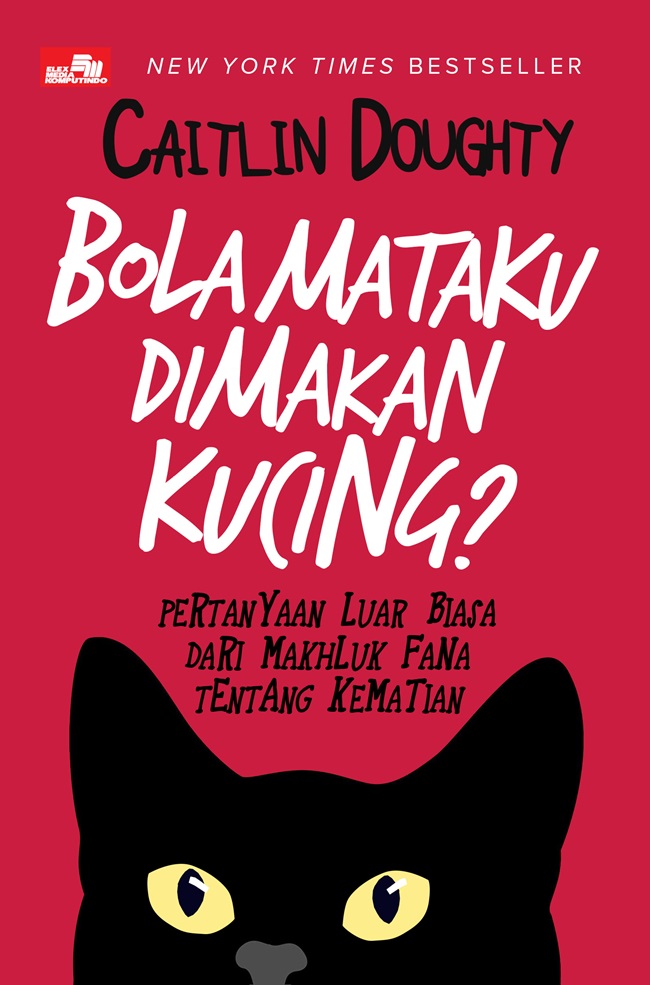 ELEX
MEDIA
KOMPUTINDO
NEW YORK TIMES BESTSELLER
CAITLIN DOUGHTY
BOLA MATAKU
DIMAKAN
KUCING?
PERTANYAAN LUAR BIASA
DARI MAKHLUK FANA
TENTANG KEMATIAN